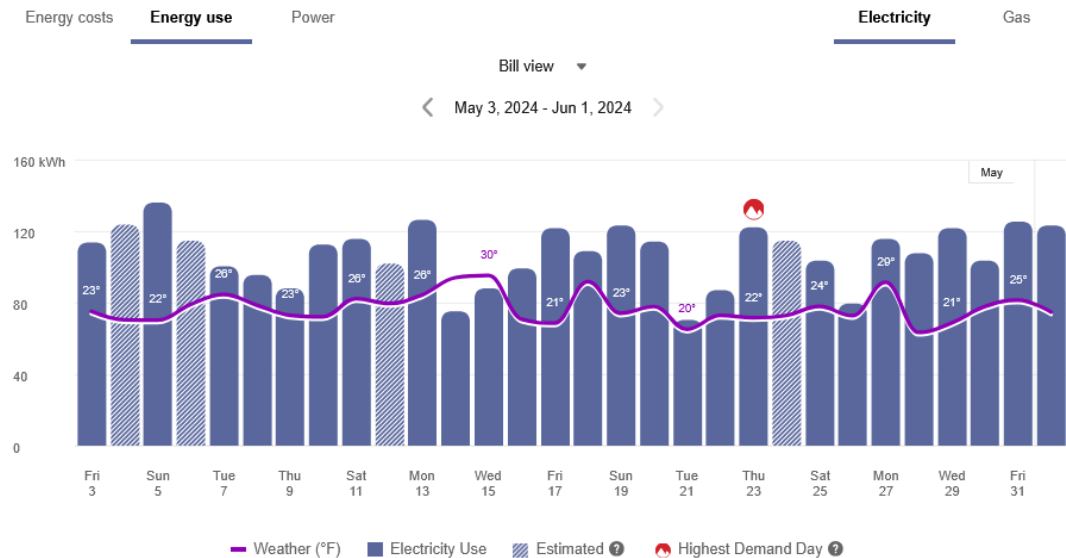 Energy costs Energy use Power Electricity Gas
Bill view
May 3, 2024 - Jun 1, 2024
160 kWh
May
120
30°
23° 22° 26° 23° 26° 26° 21° 23° 20° 22° 24° 29° 21° 25°
80
40
0
Fri Sun Tue Thu Sat Mon Wed Fri Sun Tue Thu Sat Mon Wed Fri
3 5 7 9 11 13 15 17 19 21 23 25 27 29 31
Weather (°F) Electricity Use Estimated ? Highest Demand Day ?